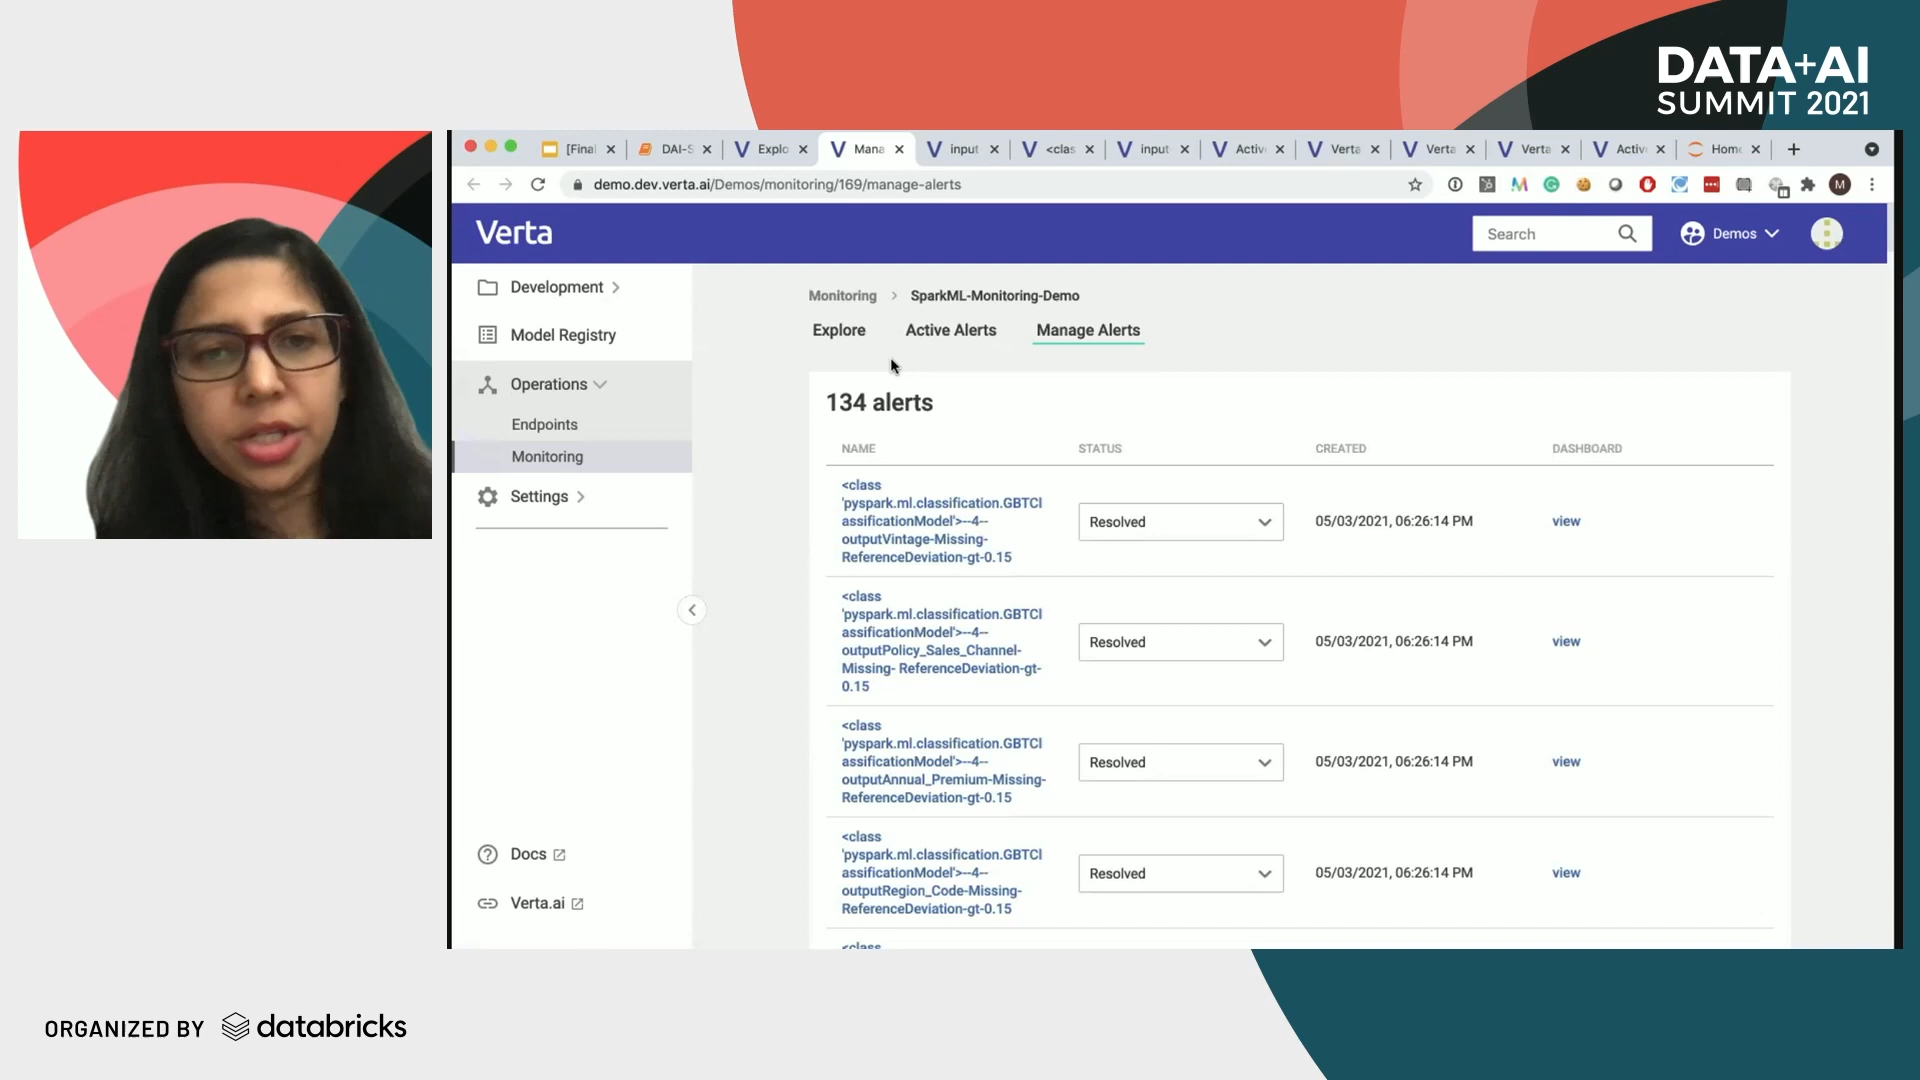 DATA+AI
SUMMIT 2021
[Final
DAI-S
Explo
Mana
input
<clas
input
Activ
Verta
Verta
Verta
Activ
Home
demo.dev.verta.ai/Demos/monitoring/169/manage-alerts
M
Verta
Search
Demos
Development
Model Registry
Operations
Endpoints
Monitoring
Settings
Docs
Verta.ai
Monitoring > SparkML-Monitoring-Demo
Explore Active Alerts Manage Alerts
134 alerts
NAME STATUS CREATED DASHBOARD
<class
'pyspark.ml.classification.GBTCl
assificationModel'>--4--
outputVintage-Missing-
ReferenceDeviation-gt-0.15
Resolved
05/03/2021, 06:26:14 PM
view
<class
'pyspark.ml.classification.GBTCl
assificationModel'>--4--
outputPolicy_Sales_Channel-
Missing- ReferenceDeviation-gt-
0.15
Resolved
05/03/2021, 06:26:14 PM
view
<class
'pyspark.ml.classification.GBTCl
assificationModel'>--4--
outputAnnual_Premium-Missing-
ReferenceDeviation-gt-0.15
Resolved
05/03/2021, 06:26:14 PM
view
<class
'pyspark.ml.classification.GBTCl
assificationModel'>--4--
outputRegion_Code-Missing-
ReferenceDeviation-gt-0.15
Resolved
05/03/2021, 06:26:14 PM
view
<class
ORGANIZED BY databricks